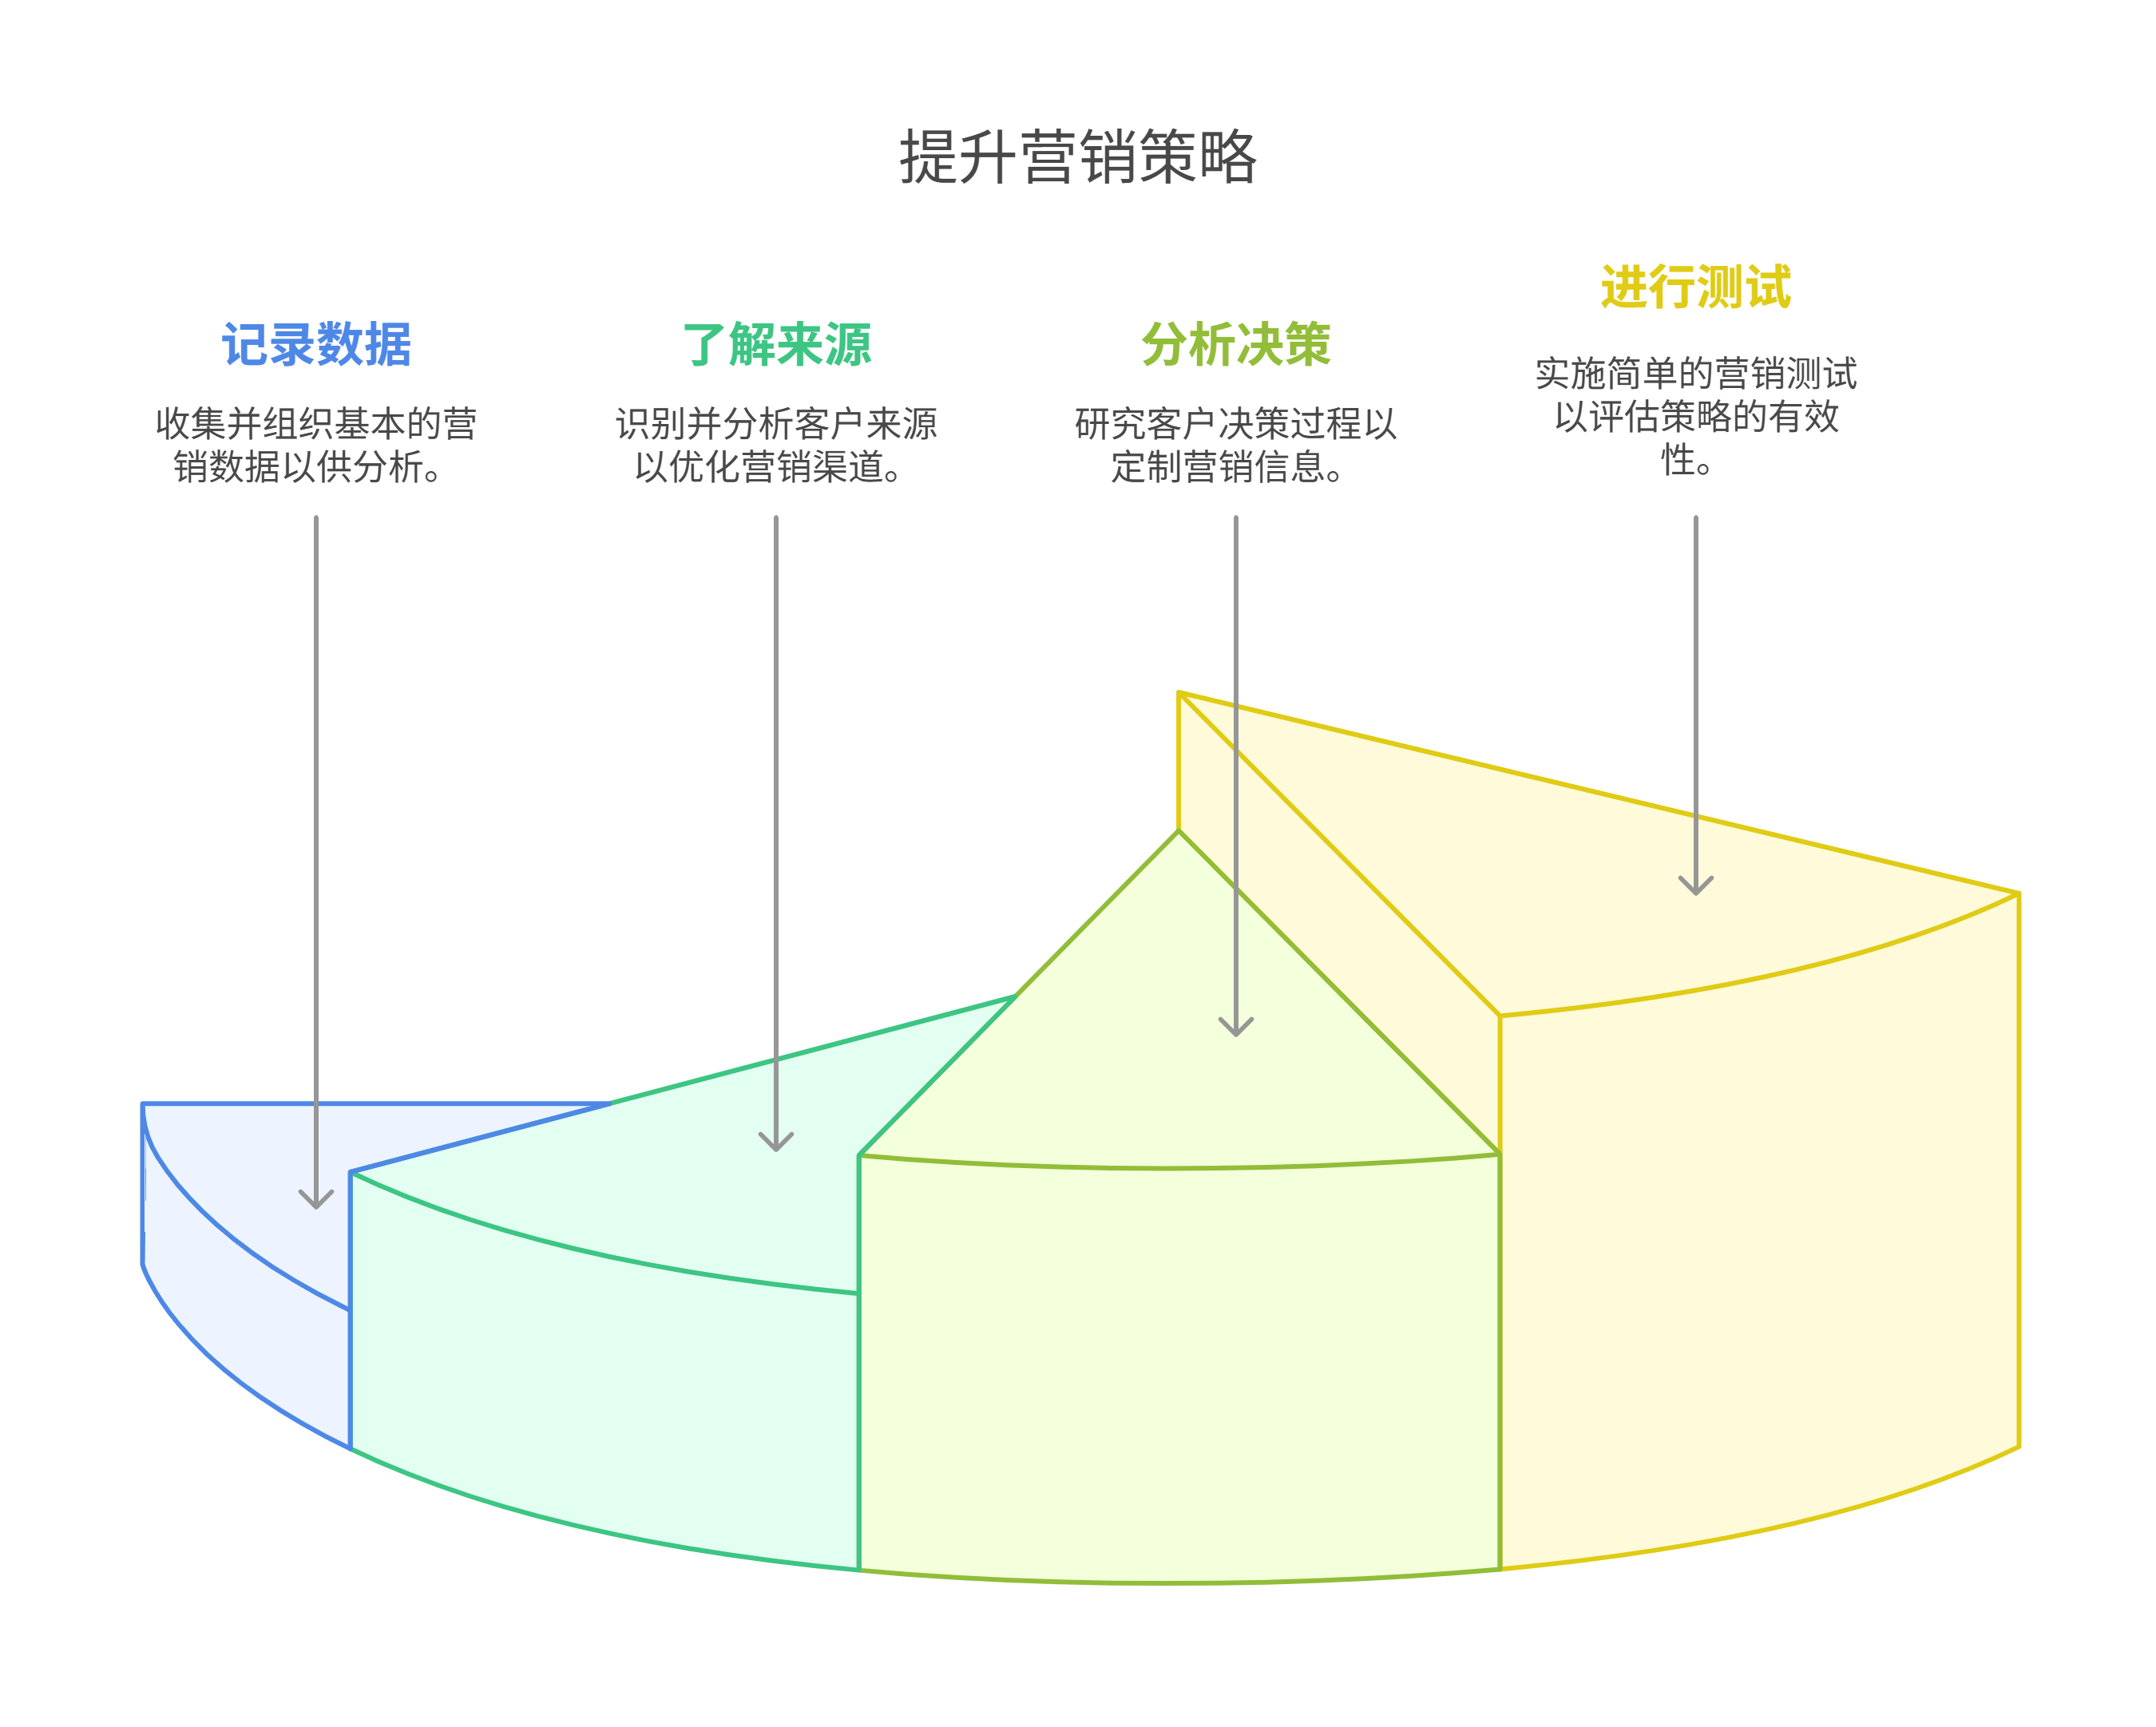 提升营销策略
记录数据
收集并组织基本的营
销数据以供分析。
了解来源
识别并分析客户来源
以优化营销渠道。
分析决策
研究客户决策过程以
定制营销信息。
进行测试
实施简单的营销测试
以评估策略的有效
性。